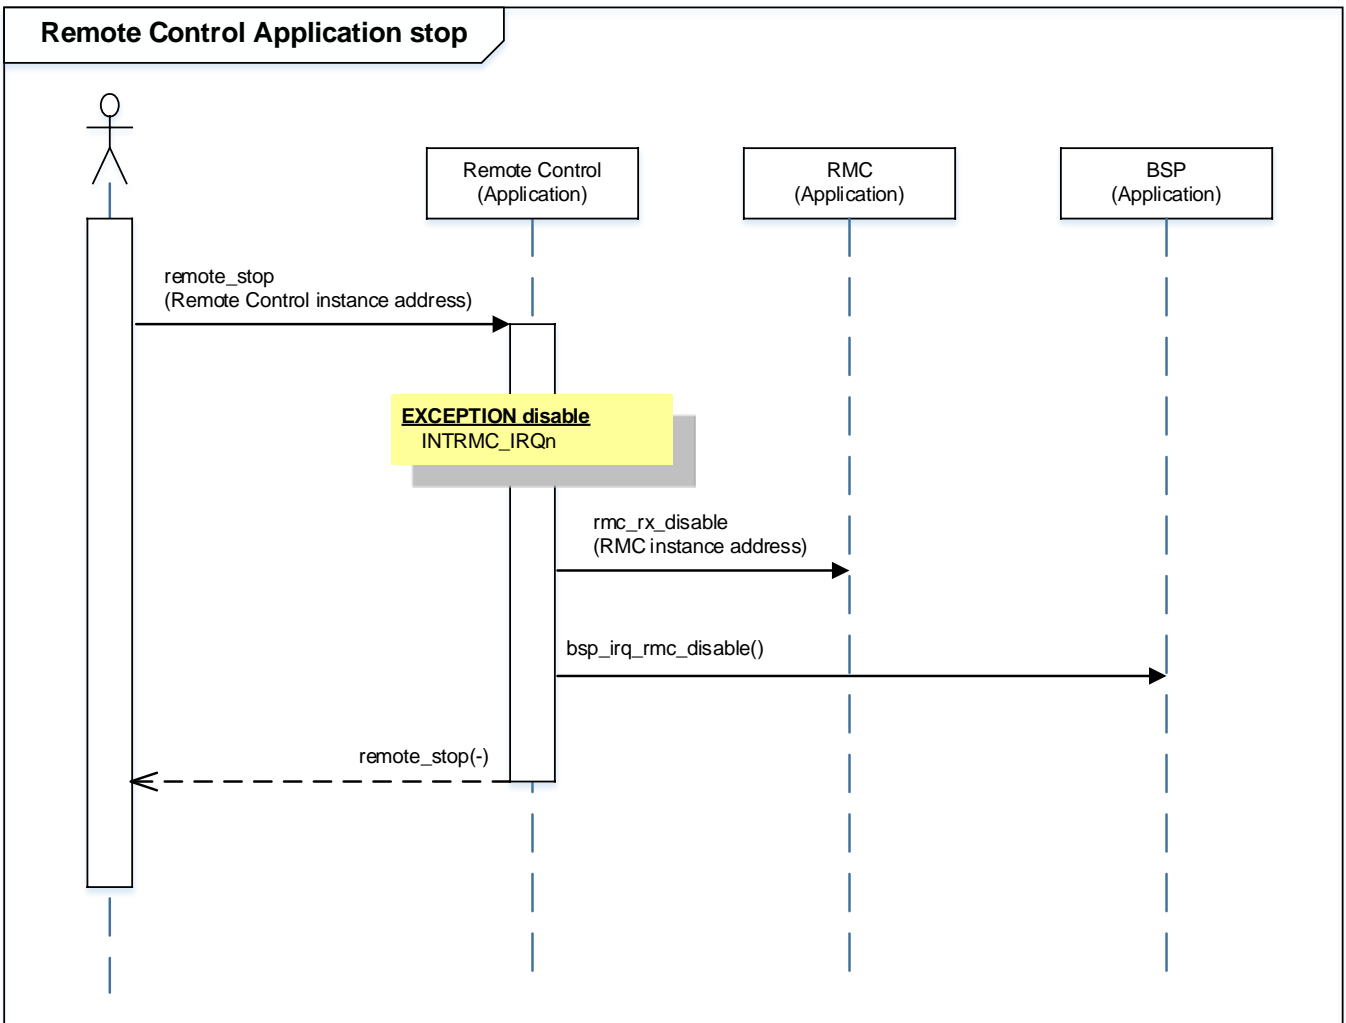 Remote Control Application stop
Remote Control
(Application)
RMC
(Application)
BSP
(Application)
remote_stop
(Remote Control instance address)
EXCEPTION disable
INTRMC_IRQn
rmc_rx_disable
(RMC instance address)
bsp_irq_rmc_disable()
remote_stop(-)